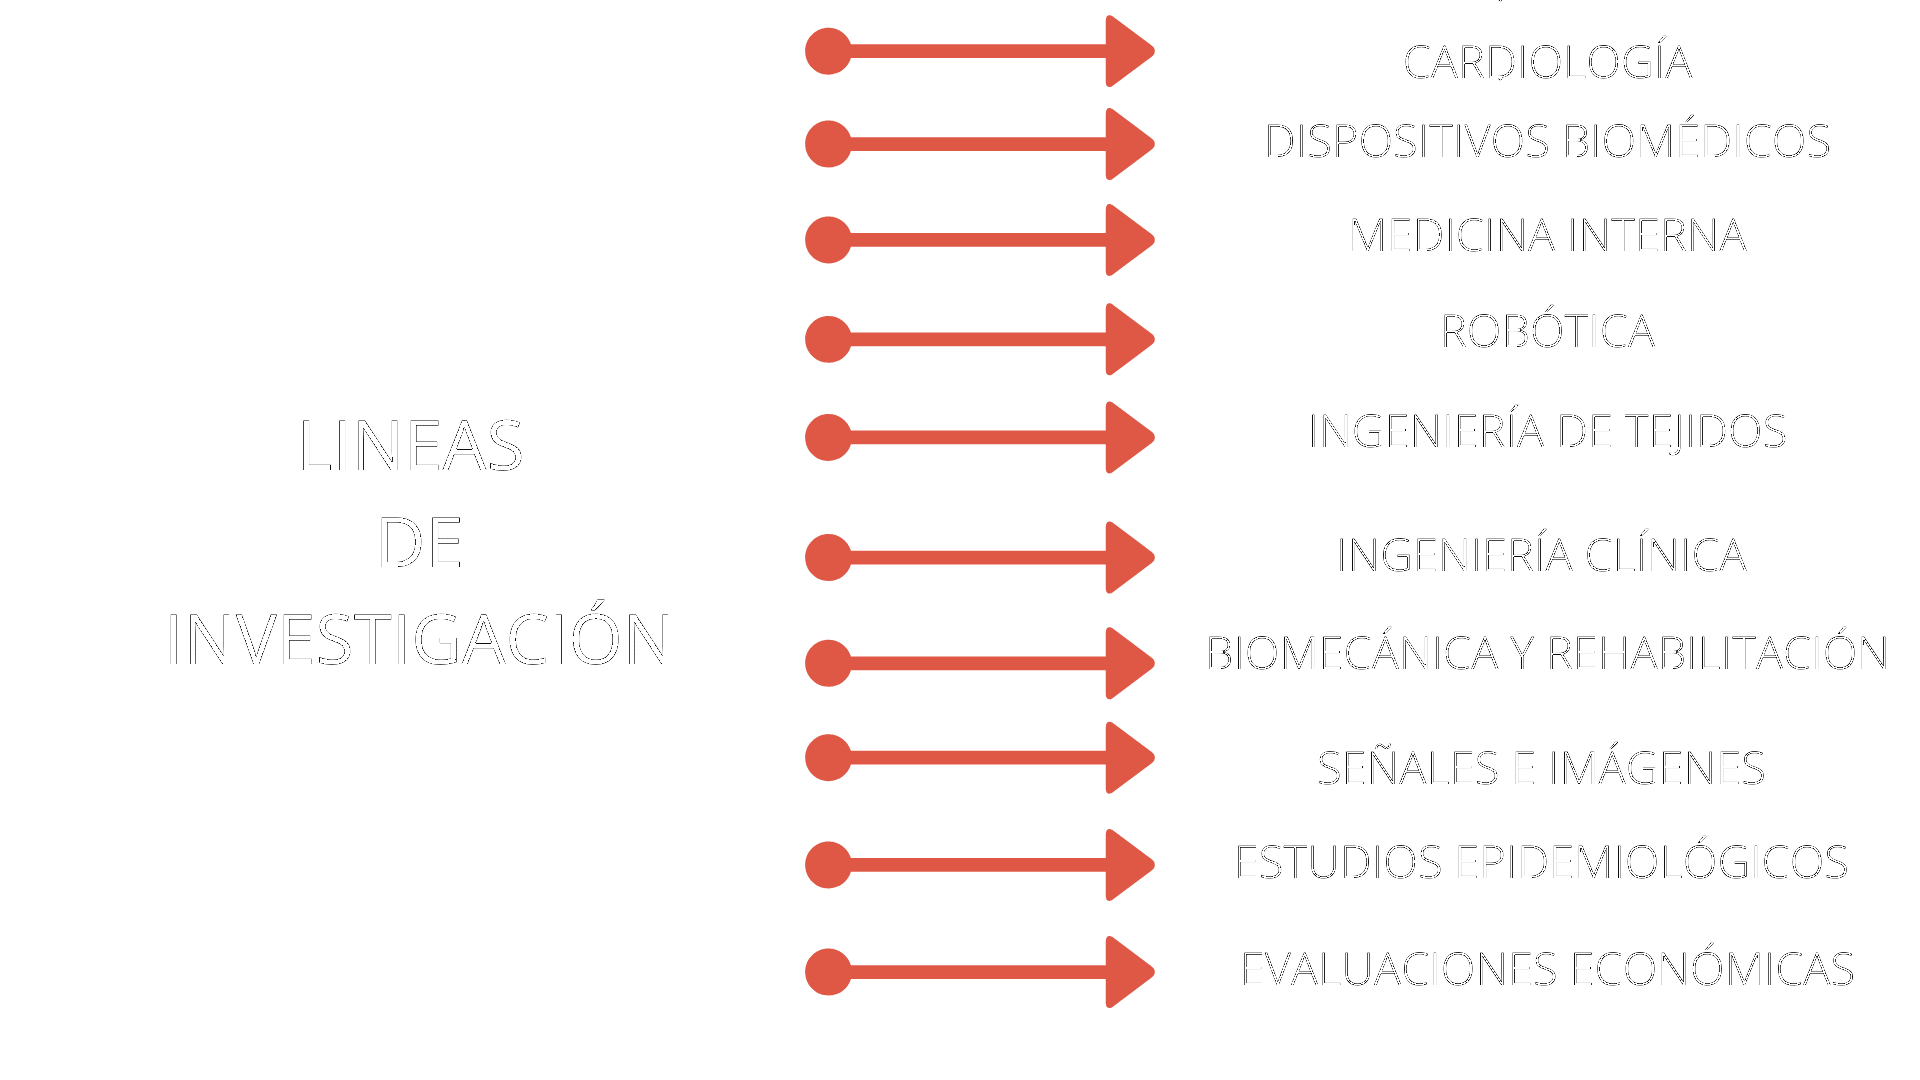 LINEAS
DE
INVESTIGACIÓN
CARDIOLOGÍA
DISPOSITIVOS BIOMÉDICOS
MEDICINA INTERNA
ROBÓTICA
INGENIERÍA DE TEJIDOS
INGENIERÍA CLÍNICA
BIOMECÁNICA Y REHABILITACIÓN
SEÑALES E IMÁGENES
ESTUDIOS EPIDEMIOLÓGICOS
EVALUACIONES ECONÓMICAS